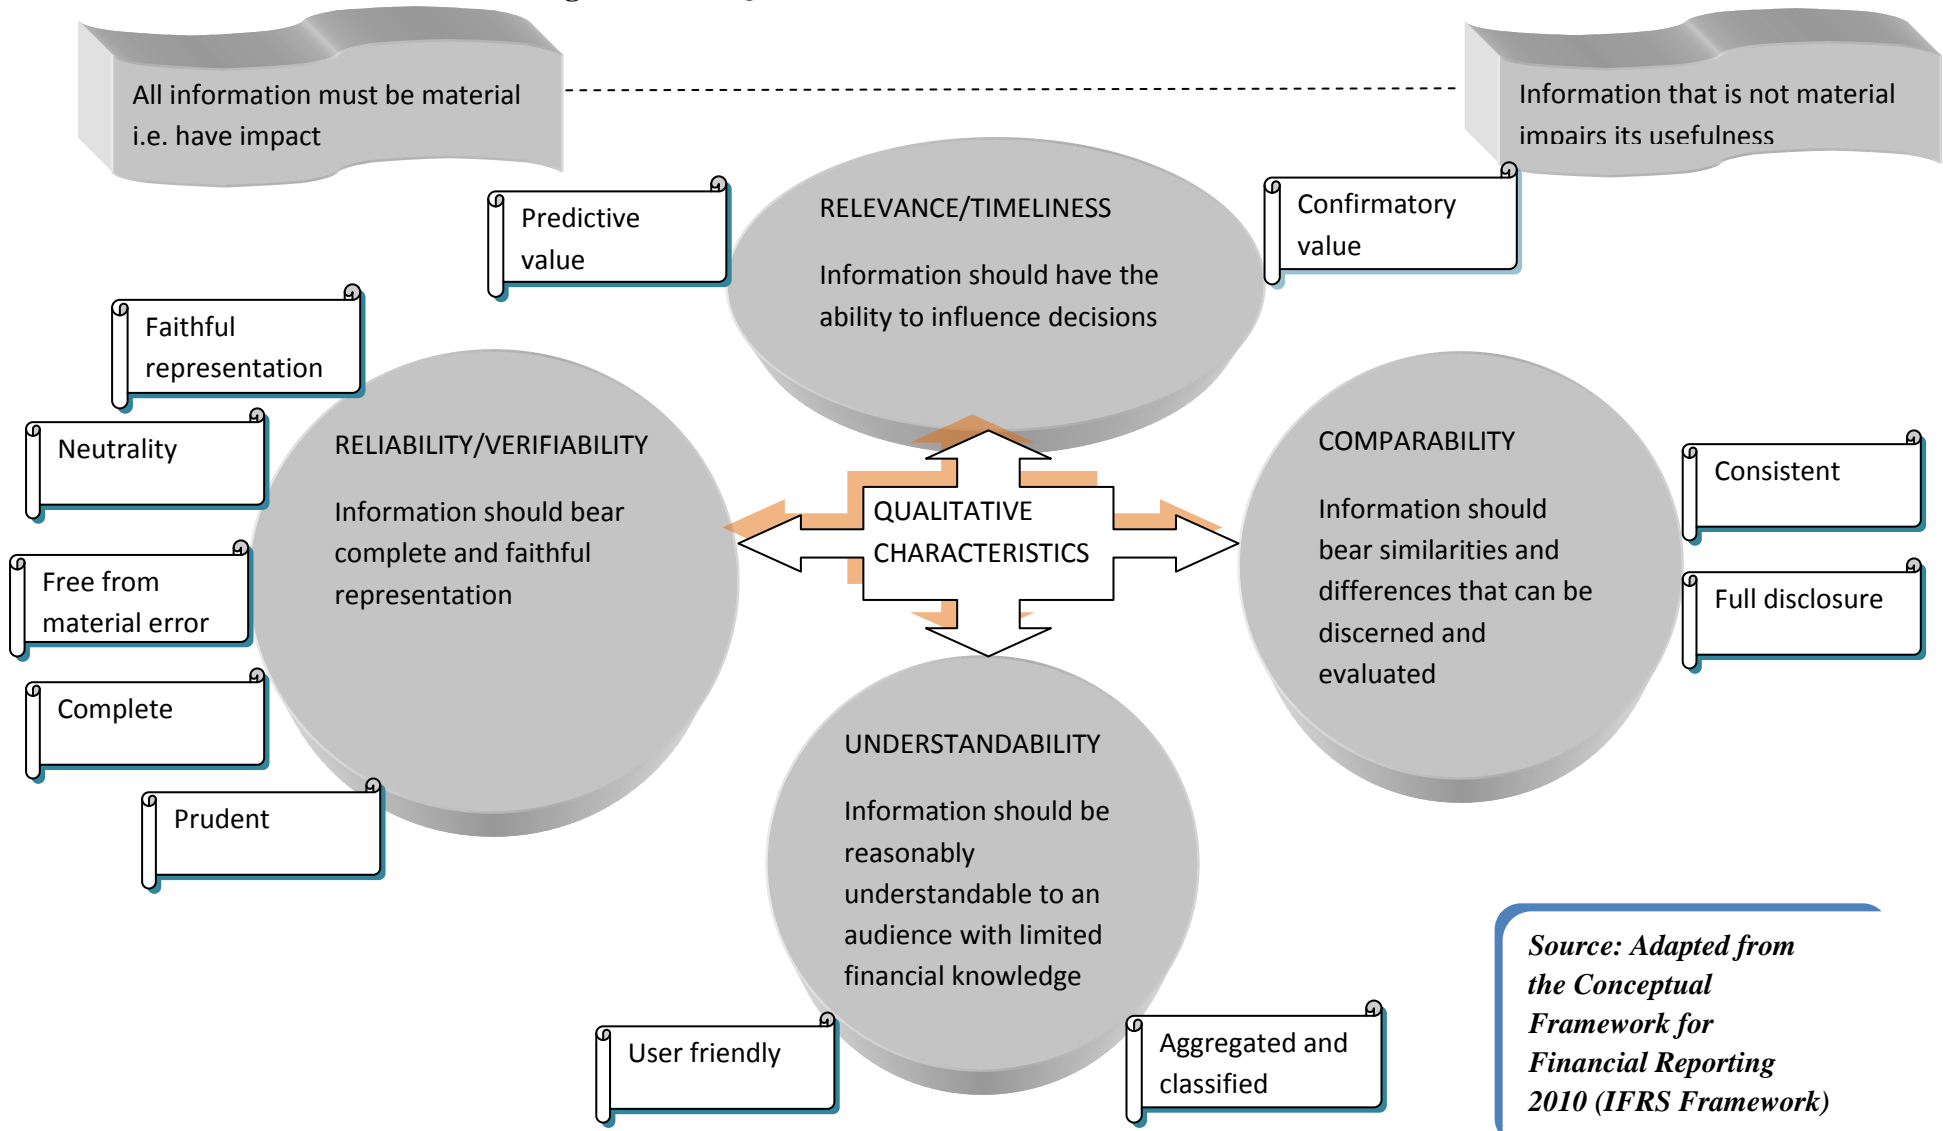 All information must be material
i.e. have impact
Information that is not material
impairs its usefulness
Predictive
value
RELEVANCE/TIMELINESS
Information should have the
ability to influence decisions
Confirmatory
value
Faithful
representation
Neutrality
Free from
material error
Complete
Prudent
RELIABILITY/VERIFIABILITY
Information should bear
complete and faithful
representation
QUALITATIVE
CHARACTERISTICS
COMPARABILITY
Information should
bear similarities and
differences that can be
discerned and
evaluated
Consistent
Full disclosure
UNDERSTANDABILITY
Information should be
reasonably
understandable to an
audience with limited
financial knowledge
User friendly
Aggregated and
classified
Source: Adapted from
the Conceptual
Framework for
Financial Reporting
2010 (IFRS Framework)